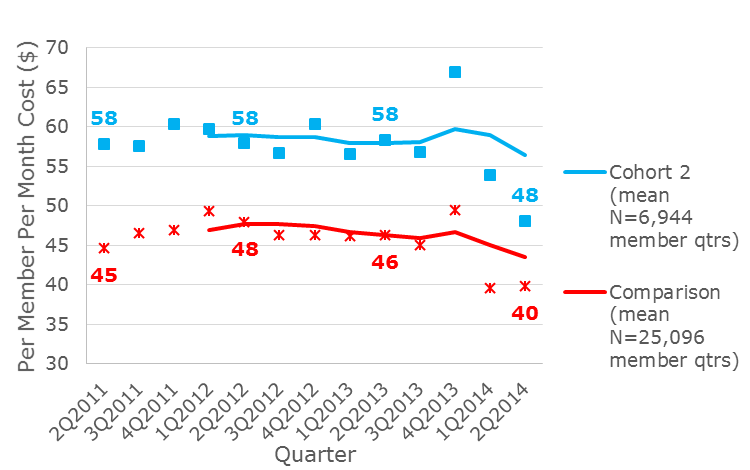 Per Member Per Month Cost ($)
70
65
60
55
50
45
40
35
30
58
58
58
48
45
48
46
40
2Q2011
3Q2011
4Q2011
1Q2012
2Q2012
3Q2012
4Q2012
1Q2013
2Q2013
3Q2013
4Q2013
1Q2014
2Q2014
Quarter
Cohort 2
(mean
N=6,944
member qtrs)
Comparison
(mean
N=25,096
member qtrs)